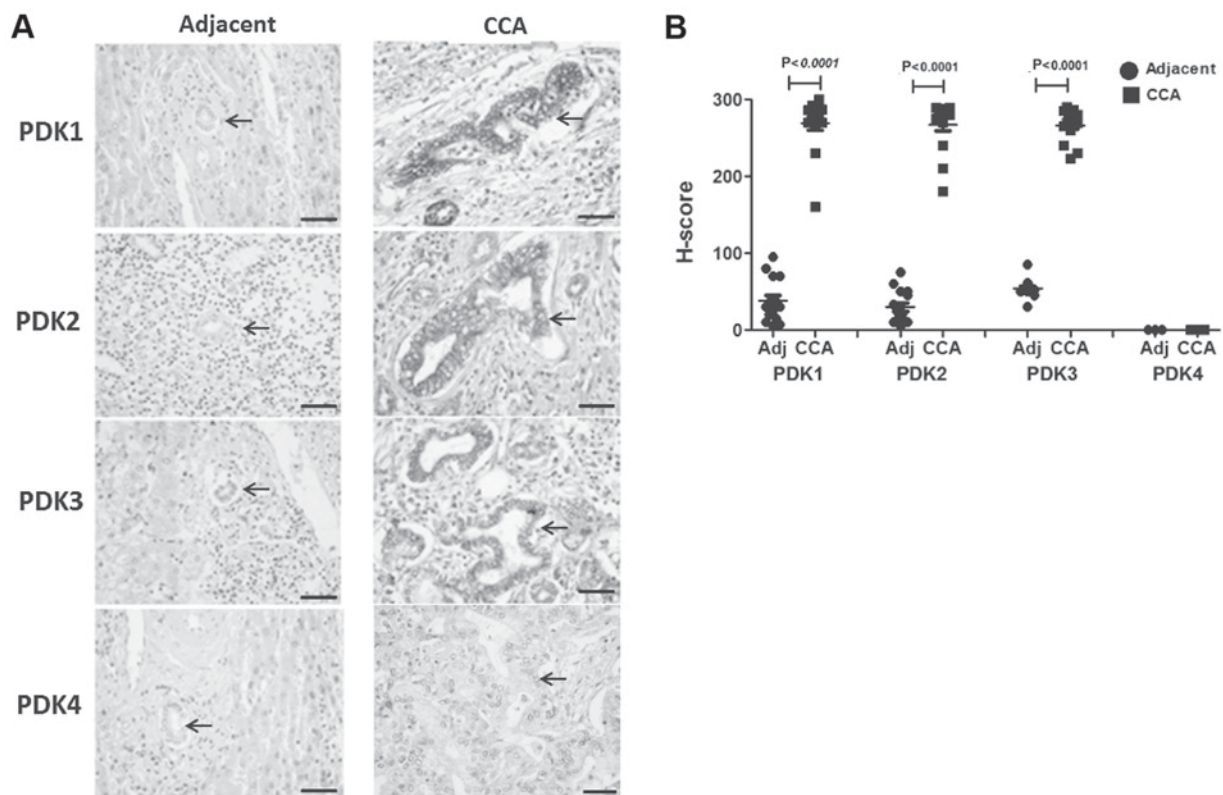 A
Adjacent
CCA
PDK1
PDK2
PDK3
PDK4
B
P<0.0001
P<0.0001
P<0.0001
Adjacent
CCA
H-score
300
200
100
0
Adj CCA Adj CCA Adj CCA Adj CCA
PDK1 PDK2 PDK3 PDK4